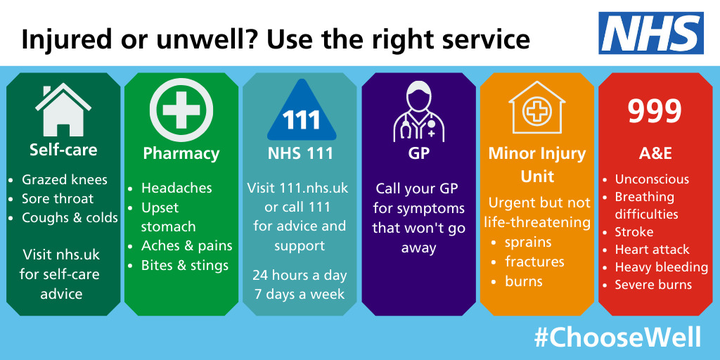 Injured or unwell? Use the right service
NHS
Self-care
• Grazed knees
• Sore throat
• Coughs & colds
Visit nhs.uk
for self-care
advice
Pharmacy
• Headaches
• Upset
stomach
• Aches & pains
• Bites & stings
111
NHS 111
Visit 111.nhs.uk
or call 111
for advice and
support
24 hours a day
7 days a week
GP
Call your GP
for symptoms
that won't go
away
Minor Injury
Unit
Urgent but not
life-threatening
• sprains
• fractures
• burns
999
A&E
• Unconscious
• Breathing
difficulties
• Stroke
• Heart attack
• Heavy bleeding
• Severe burns
#ChooseWell